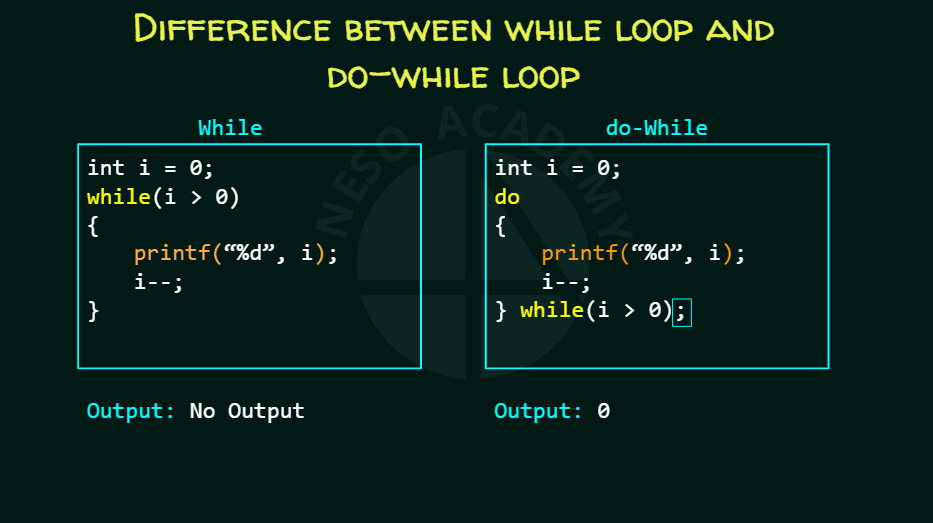 DIFFERENCE BETWEEN WHILE LOOP AND
DO-WHILE LOOP
NESO ACADEMY
While
int i = 0;
while(i > 0)
{
printf(“%d”, i);
i--;
}
Output: No Output
do-While
int i = 0;
do
{
printf(“%d”, i);
i--;
} while(i > 0);
Output: 0